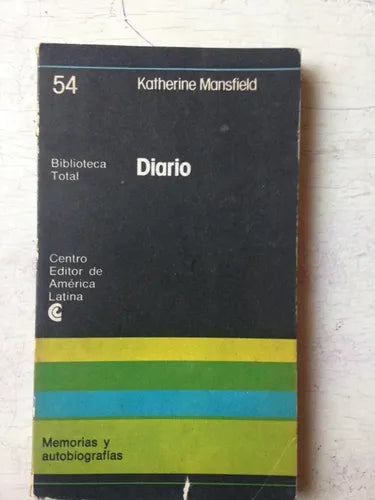 54
Katherine Mansfield
Biblioteca
Total
Diario
Centro
Editor de
América
Latina
Memorias y
autobiografías